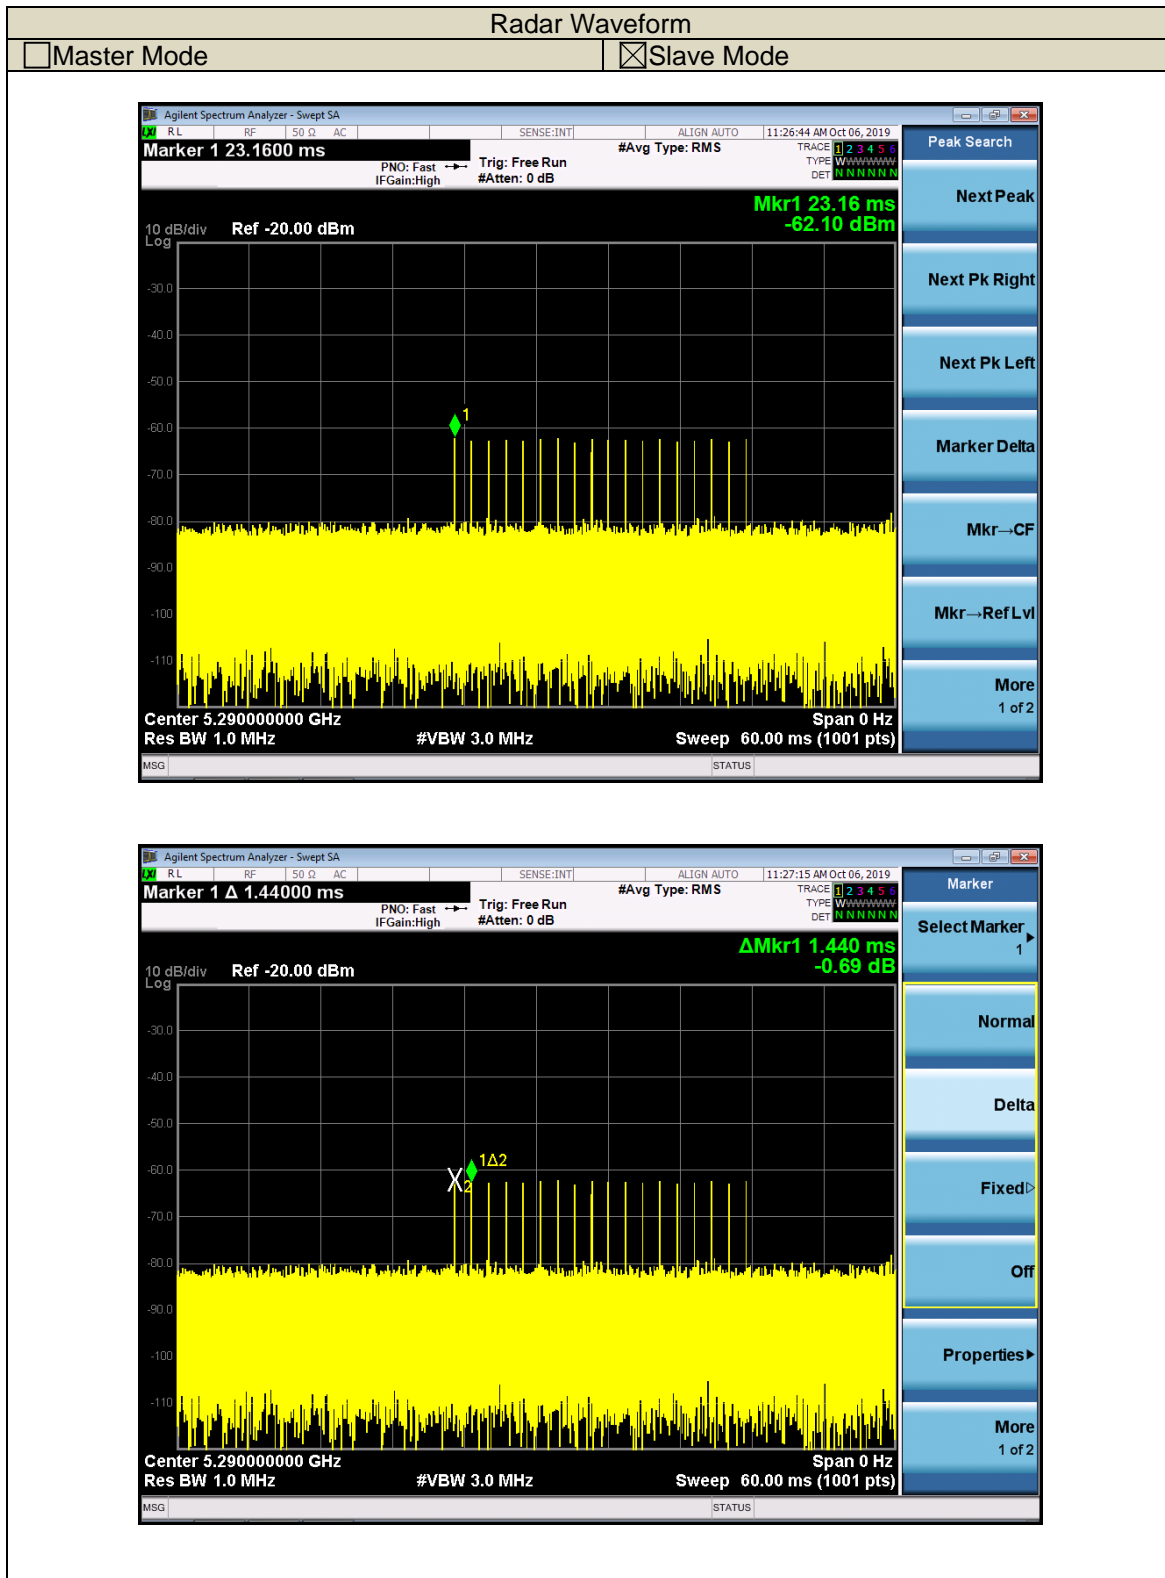 Radar Waveform
☐Master Mode
☒Slave Mode
Agilent Spectrum Analyzer - Swept SA
LXI RL RF 50 Ω AC SENSE:INT ALIGN AUTO 11:26:44 AM Oct 06, 2019
Marker 1 23.1600 ms
PNO: Fast
IFGain:High
Trig: Free Run
#Atten: 0 dB
#Avg Type: RMS
TRACE 1 2 3 4 5 6
TYPE WWWWWW
DET N N N N N N
Peak Search
Mkr1 23.16 ms
-62.10 dBm
10 dB/div Ref -20.00 dBm
Log
-30.0
-40.0
-50.0
-60.0
-70.0
-80.0
-90.0
-100
-110
1
Center 5.290000000 GHz Span 0 Hz
Res BW 1.0 MHz #VBW 3.0 MHz Sweep 60.00 ms (1001 pts)
MSG STATUS
Next Peak
Next Pk Right
Next Pk Left
Marker Delta
Mkr→CF
Mkr→Ref Lvl
More
1 of 2
Agilent Spectrum Analyzer - Swept SA
LXI RL RF 50 Ω AC SENSE:INT ALIGN AUTO 11:27:15 AM Oct 06, 2019
Marker 1 Δ 1.44000 ms
PNO: Fast
IFGain:High
Trig: Free Run
#Atten: 0 dB
#Avg Type: RMS
TRACE 1 2 3 4 5 6
TYPE WWWWWW
DET N N N N N N
Marker
ΔMkr1 1.440 ms
-0.69 dB
10 dB/div Ref -20.00 dBm
Log
-30.0
-40.0
-50.0
-60.0
-70.0
-80.0
-90.0
-100
-110
1Δ2
2
Center 5.290000000 GHz Span 0 Hz
Res BW 1.0 MHz #VBW 3.0 MHz Sweep 60.00 ms (1001 pts)
MSG STATUS
Select Marker
1
Normal
Delta
Fixed
Off
Properties
More
1 of 2